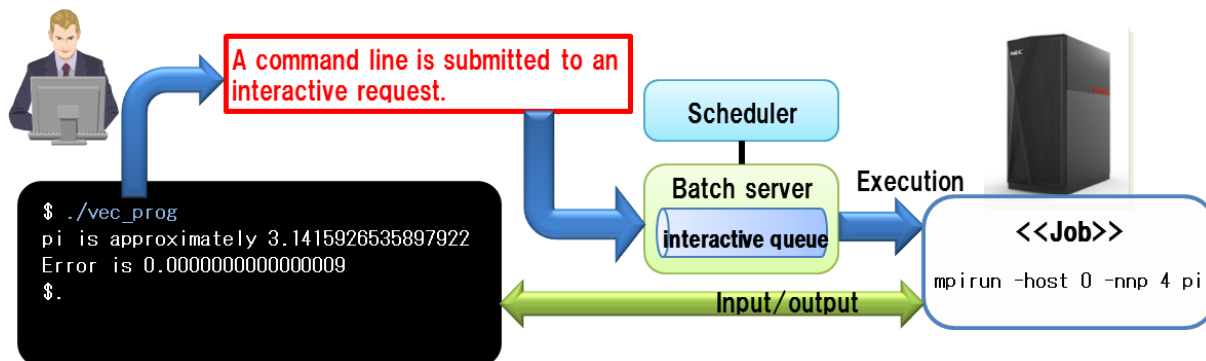 A command line is submitted to an
interactive request.
Scheduler
NEC
Batch server
interactive queue
Execution
$ ./vec_prog
pi is approximately 3.1415926535897922
Error is 0.0000000000000009
$.
<<Job>>
mpirun -host 0 -nnp 4 pi
Input/output